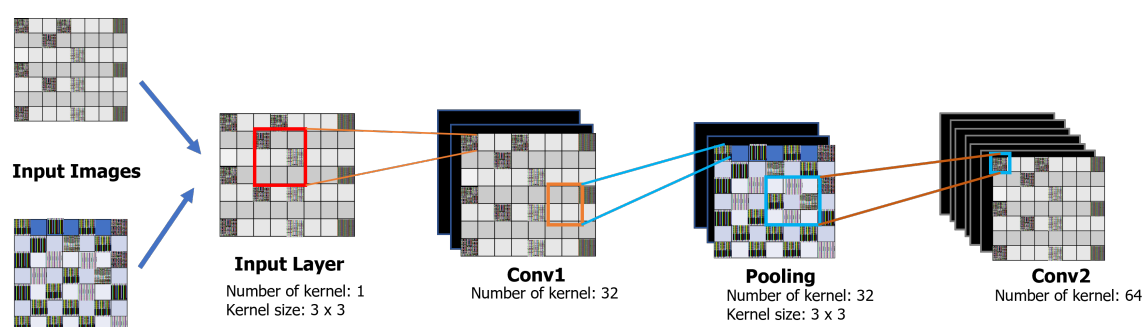 Input Images
Input Layer
Number of kernel: 1
Kernel size: 3 x 3
Conv1
Number of kernel: 32
Pooling
Number of kernel: 32
Kernel size: 3 x 3
Conv2
Number of kernel: 64